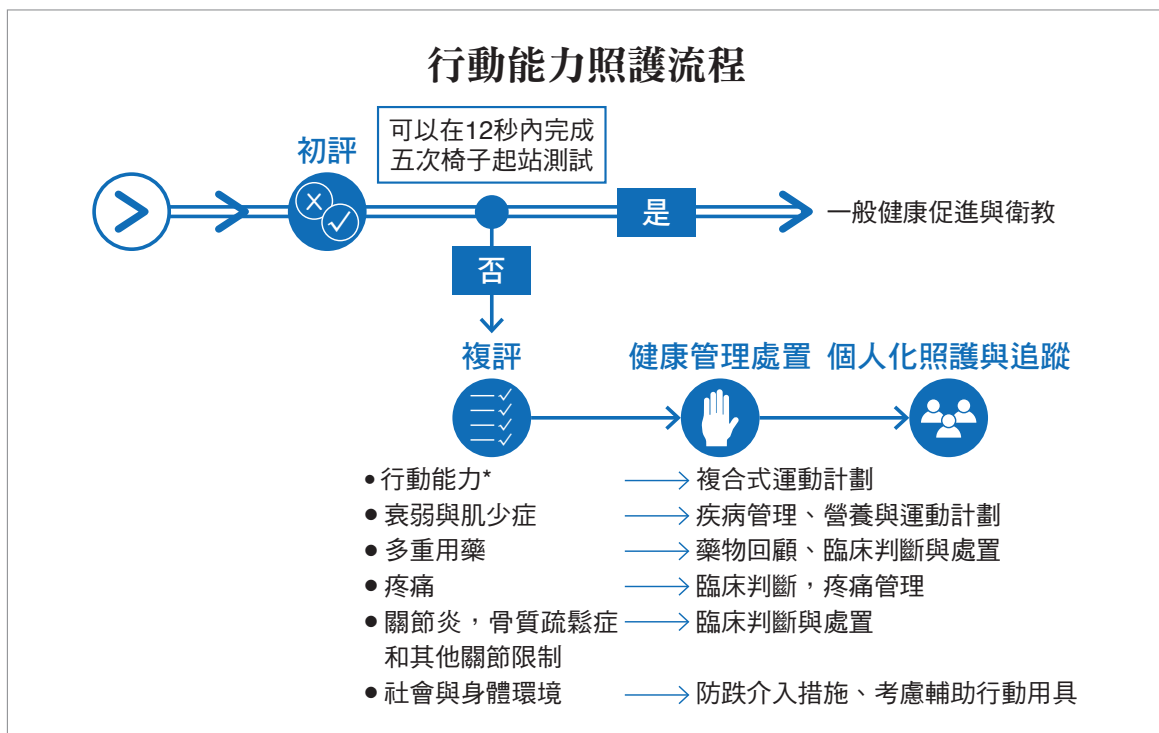 行動能力照護流程
初評
可以在12秒內完成
五次椅子起站測試
是
一般健康促進與衛教
否
複評
健康管理處置
個人化照護與追蹤
•行動能力*
複合式運動計劃
•衰弱與肌少症
疾病管理、營養與運動計劃
•多重用藥
藥物回顧、臨床判斷與處置
•疼痛
臨床判斷，疼痛管理
•關節炎，骨質疏鬆症
和其他關節限制
臨床判斷與處置
•社會與身體環境
防跌介入措施、考慮輔助行動用具